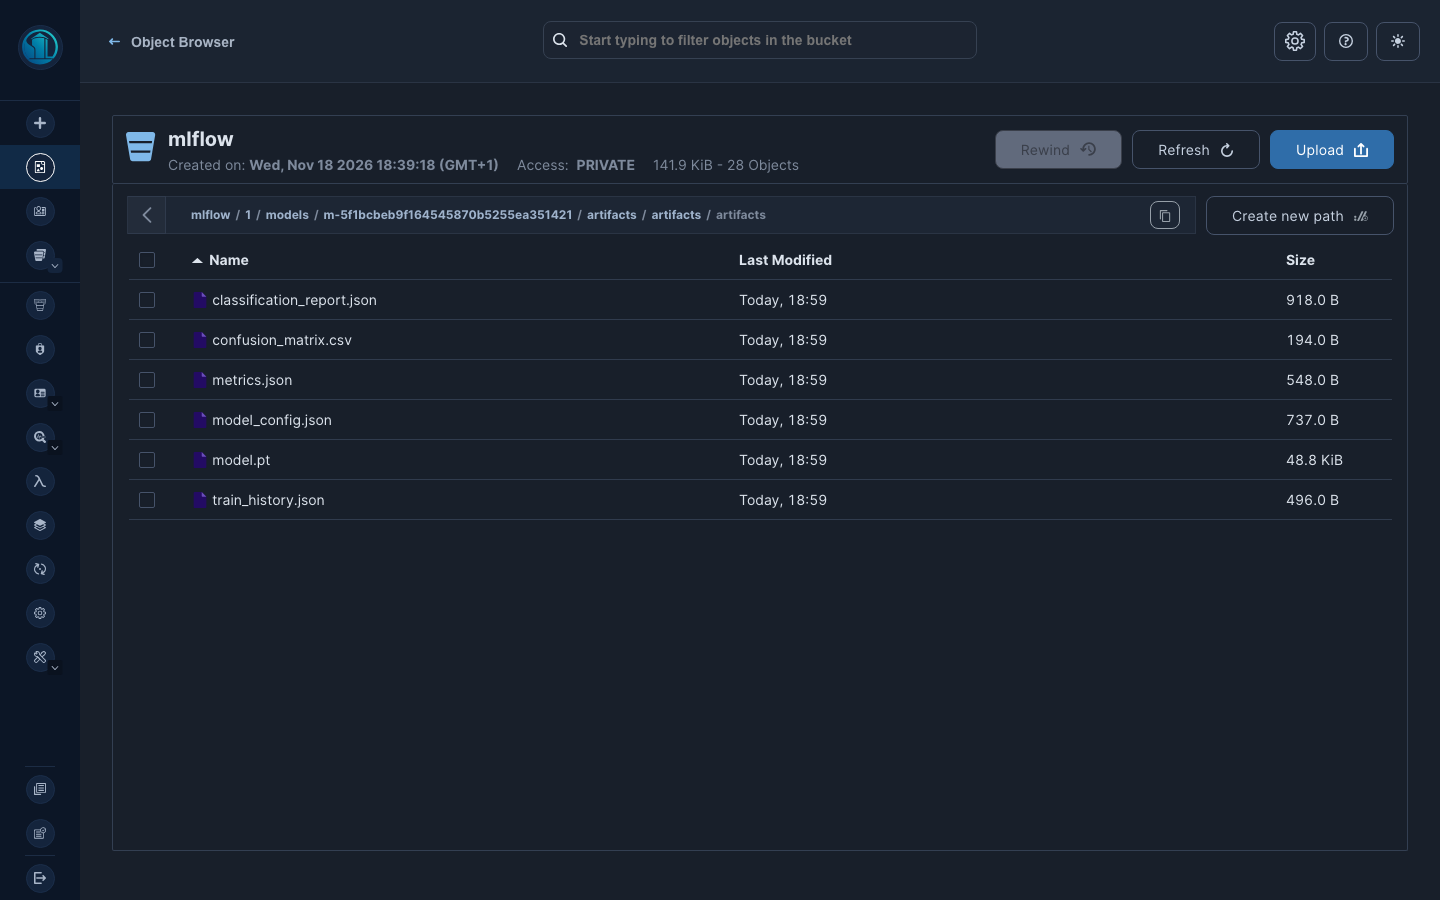 Object Browser
Start typing to filter objects in the bucket
mlflow
Created on: Wed, Nov 18 2026 18:39:18 (GMT+1) Access: PRIVATE 141.9 KiB - 28 Objects
Rewind
Refresh
Upload
mlflow / 1 / models / m-5f1bcbeb9f164545870b5255ea351421 / artifacts / artifacts / artifacts
Create new path
Name Last Modified Size
classification_report.json Today, 18:59 918.0 B
confusion_matrix.csv Today, 18:59 194.0 B
metrics.json Today, 18:59 548.0 B
model_config.json Today, 18:59 737.0 B
model.pt Today, 18:59 48.8 KiB
train_history.json Today, 18:59 496.0 B